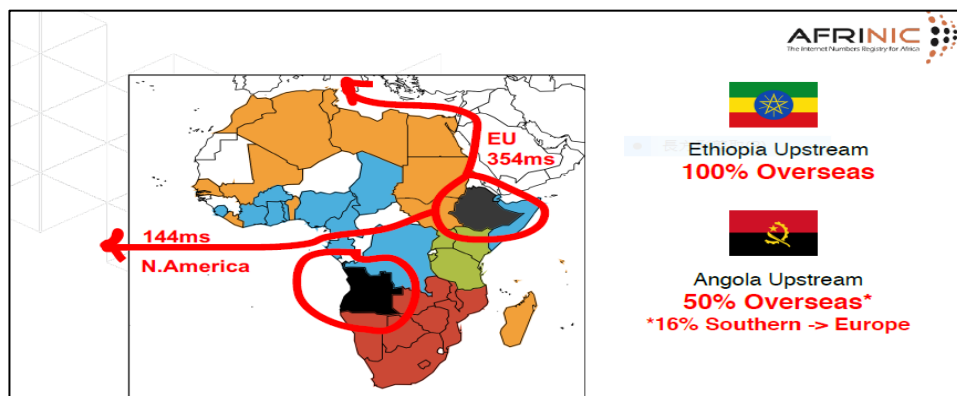 AFRINIC
The Internet Numbers Registry for Africa
EU
354ms
144ms
N.America
Ethiopia Upstream
100% Overseas
Angola Upstream
50% Overseas*
*16% Southern -> Europe